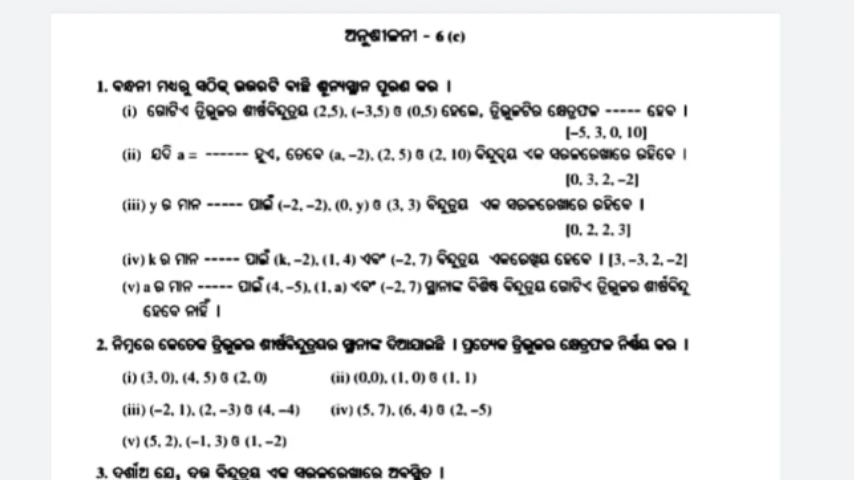 ଅନୁଶୀଳନୀ - 6 (c)
1. ବନ୍ଧନୀ ମଧ୍ୟରୁ ସଠିକ୍ ଉତ୍ତରଟି ବାଛି ଶୂନ୍ୟସ୍ଥାନ ପୂରଣ କର ।
(i) ଗୋଟିଏ ତ୍ରିଭୁଜର ଶୀର୍ଷବିନ୍ଦୁତ୍ରୟ (2,5), (-3,5) ଓ (0,5) ହେଲେ, ତ୍ରିଭୁଜଟିର କ୍ଷେତ୍ରଫଳ ----- ହେବ ।
[-5, 3, 0, 10]
(ii) ଯଦି a = ------ ହୁଏ, ତେବେ (a, -2), (2, 5) ଓ (2, 10) ବିନ୍ଦୁତ୍ରୟ ଏକ ସରଳରେଖାରେ ରହିବେ ।
[0, 3, 2, -2]
(iii) y ର ମାନ ----- ପାଇଁ (-2, -2), (0, y) ଓ (3, 3) ବିନ୍ଦୁତ୍ରୟ ଏକ ସରଳରେଖାରେ ରହିବେ ।
[0, 2, 2, 3]
(iv) k ର ମାନ ----- ପାଇଁ (k, -2), (1, 4) ଏବଂ (-2, 7) ବିନ୍ଦୁତ୍ରୟ ଏକରେଖୀୟ ହେବେ । [3, -3, 2, -2]
(v) a ର ମାନ ----- ପାଇଁ (4, -5), (1, a) ଏବଂ (-2, 7) ସ୍ଥାନାଙ୍କ ବିଶିଷ୍ଟ ବିନ୍ଦୁତ୍ରୟ ଗୋଟିଏ ତ୍ରିଭୁଜର ଶୀର୍ଷବିନ୍ଦୁ
ହେବେ ନାହିଁ ।
2. ନିମ୍ନରେ କେତେକ ତ୍ରିଭୁଜର ଶୀର୍ଷବିନ୍ଦୁତ୍ରୟର ସ୍ଥାନାଙ୍କ ଦିଆଯାଇଛି । ପ୍ରତ୍ୟେକ ତ୍ରିଭୁଜର କ୍ଷେତ୍ରଫଳ ନିର୍ଣ୍ଣୟ କର ।
(i) (3, 0), (4, 5) ଓ (2, 0) (ii) (0,0), (1, 0) ଓ (1, 1)
(iii) (-2, 1), (2, -3) ଓ (4, -4) (iv) (5, 7), (6, 4) ଓ (2, -5)
(v) (5, 2), (-1, 3) ଓ (1, -2)
3. ଦର୍ଶାଅ ଯେ, ଦତ୍ତ ବିନ୍ଦୁତ୍ରୟ ଏକ ସରଳରେଖାରେ ଅବସ୍ଥିତ ।